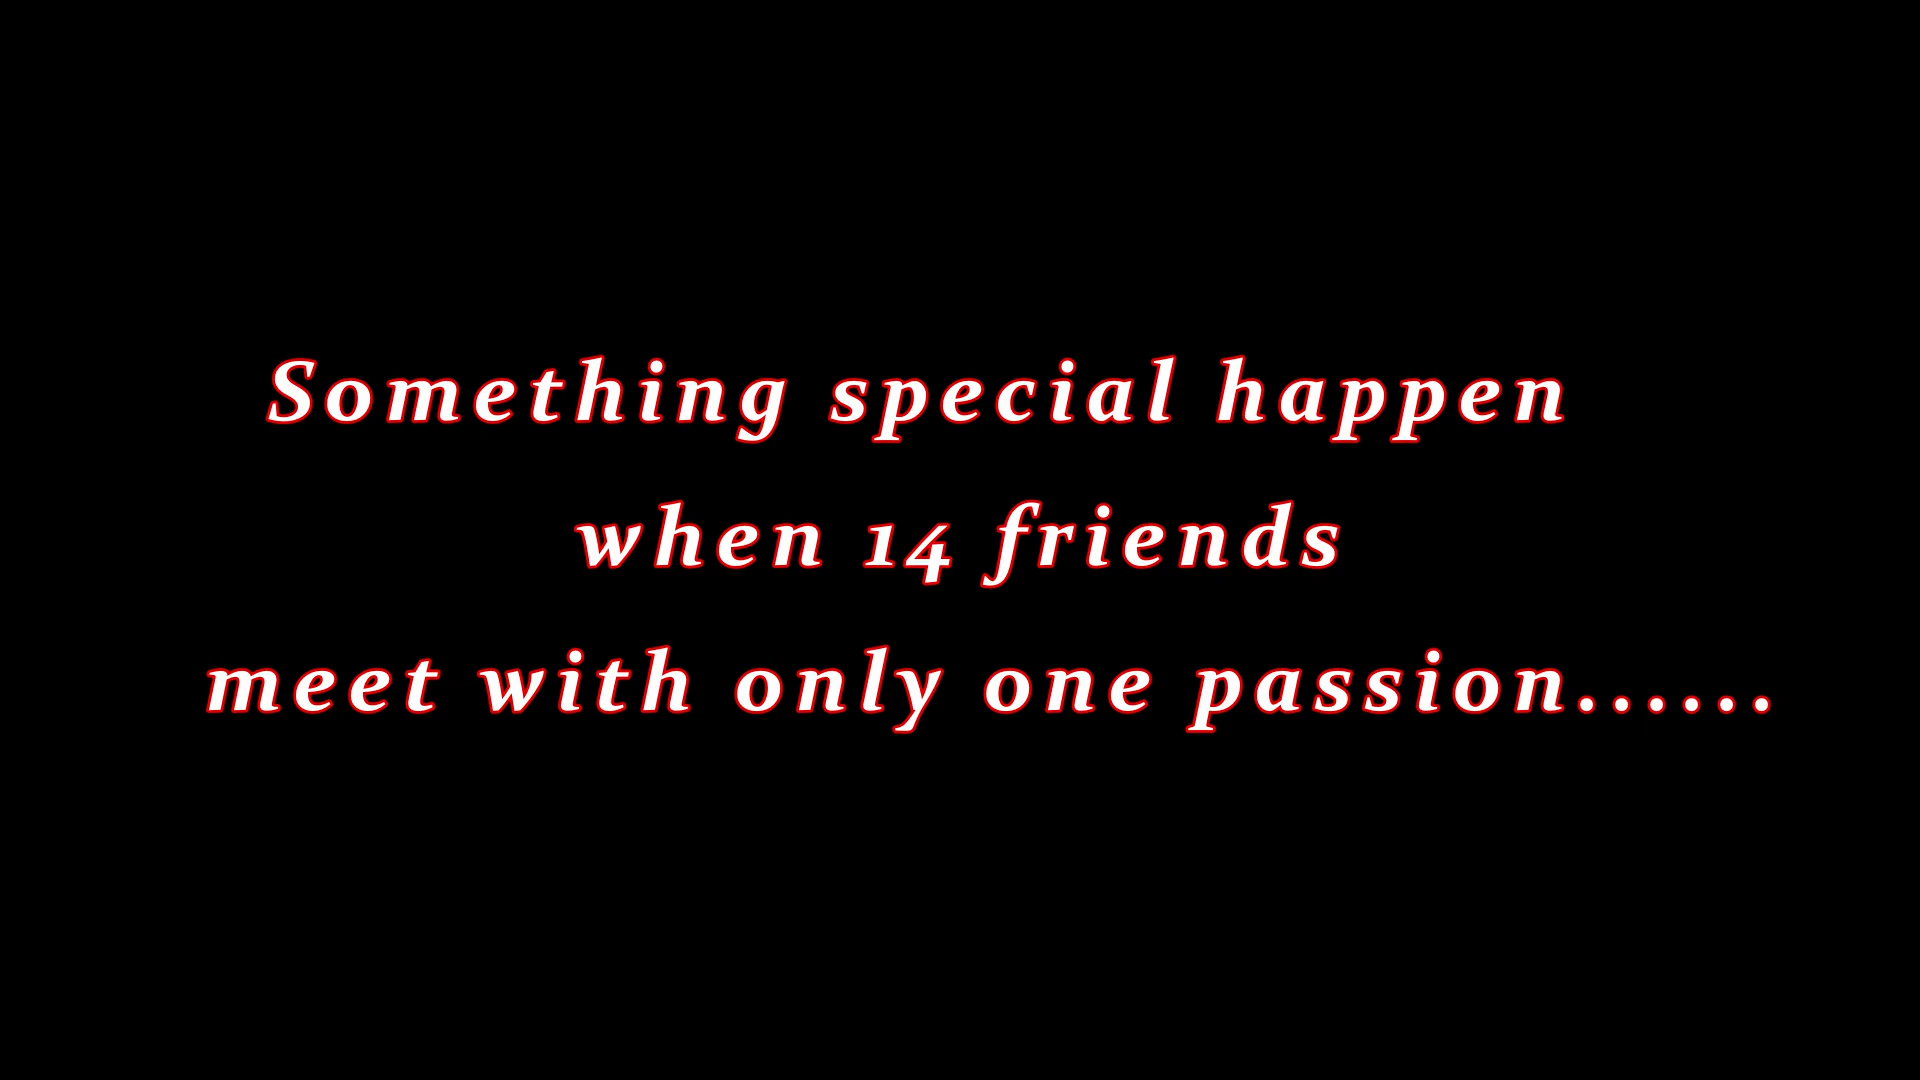 Something special happen
when 14 friends
meet with only one passion......